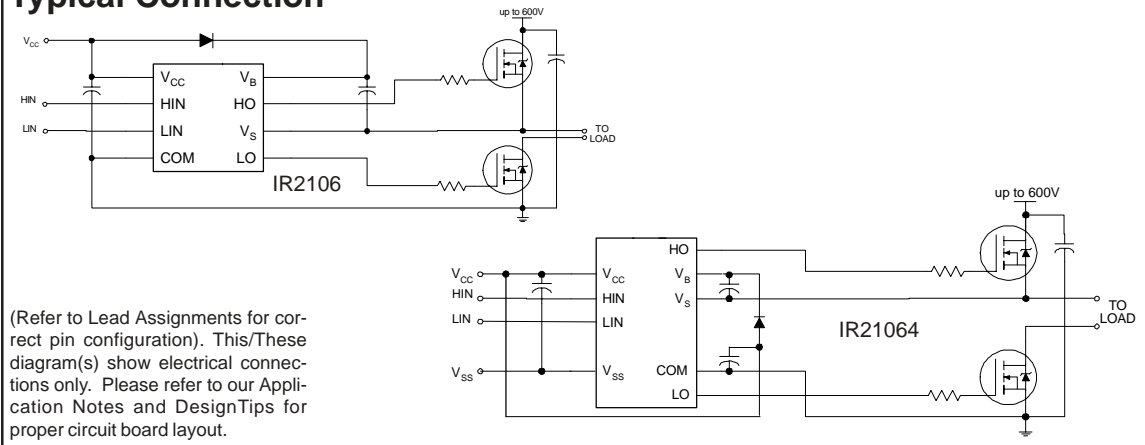 Typical Connection
up to 600V
VCC
VCC
VB
HIN
HIN
HO
LIN
LIN
VS
TO
LOAD
COM
LO
IR2106
up to 600V
HO
VCC
VCC
VB
HIN
HIN
VS
TO
LOAD
LIN
LIN
IR21064
VSS
VSS
COM
LO
(Refer to Lead Assignments for cor-
rect pin configuration). This/These
diagram(s) show electrical connec-
tions only. Please refer to our Appli-
cation Notes and DesignTips for
proper circuit board layout.